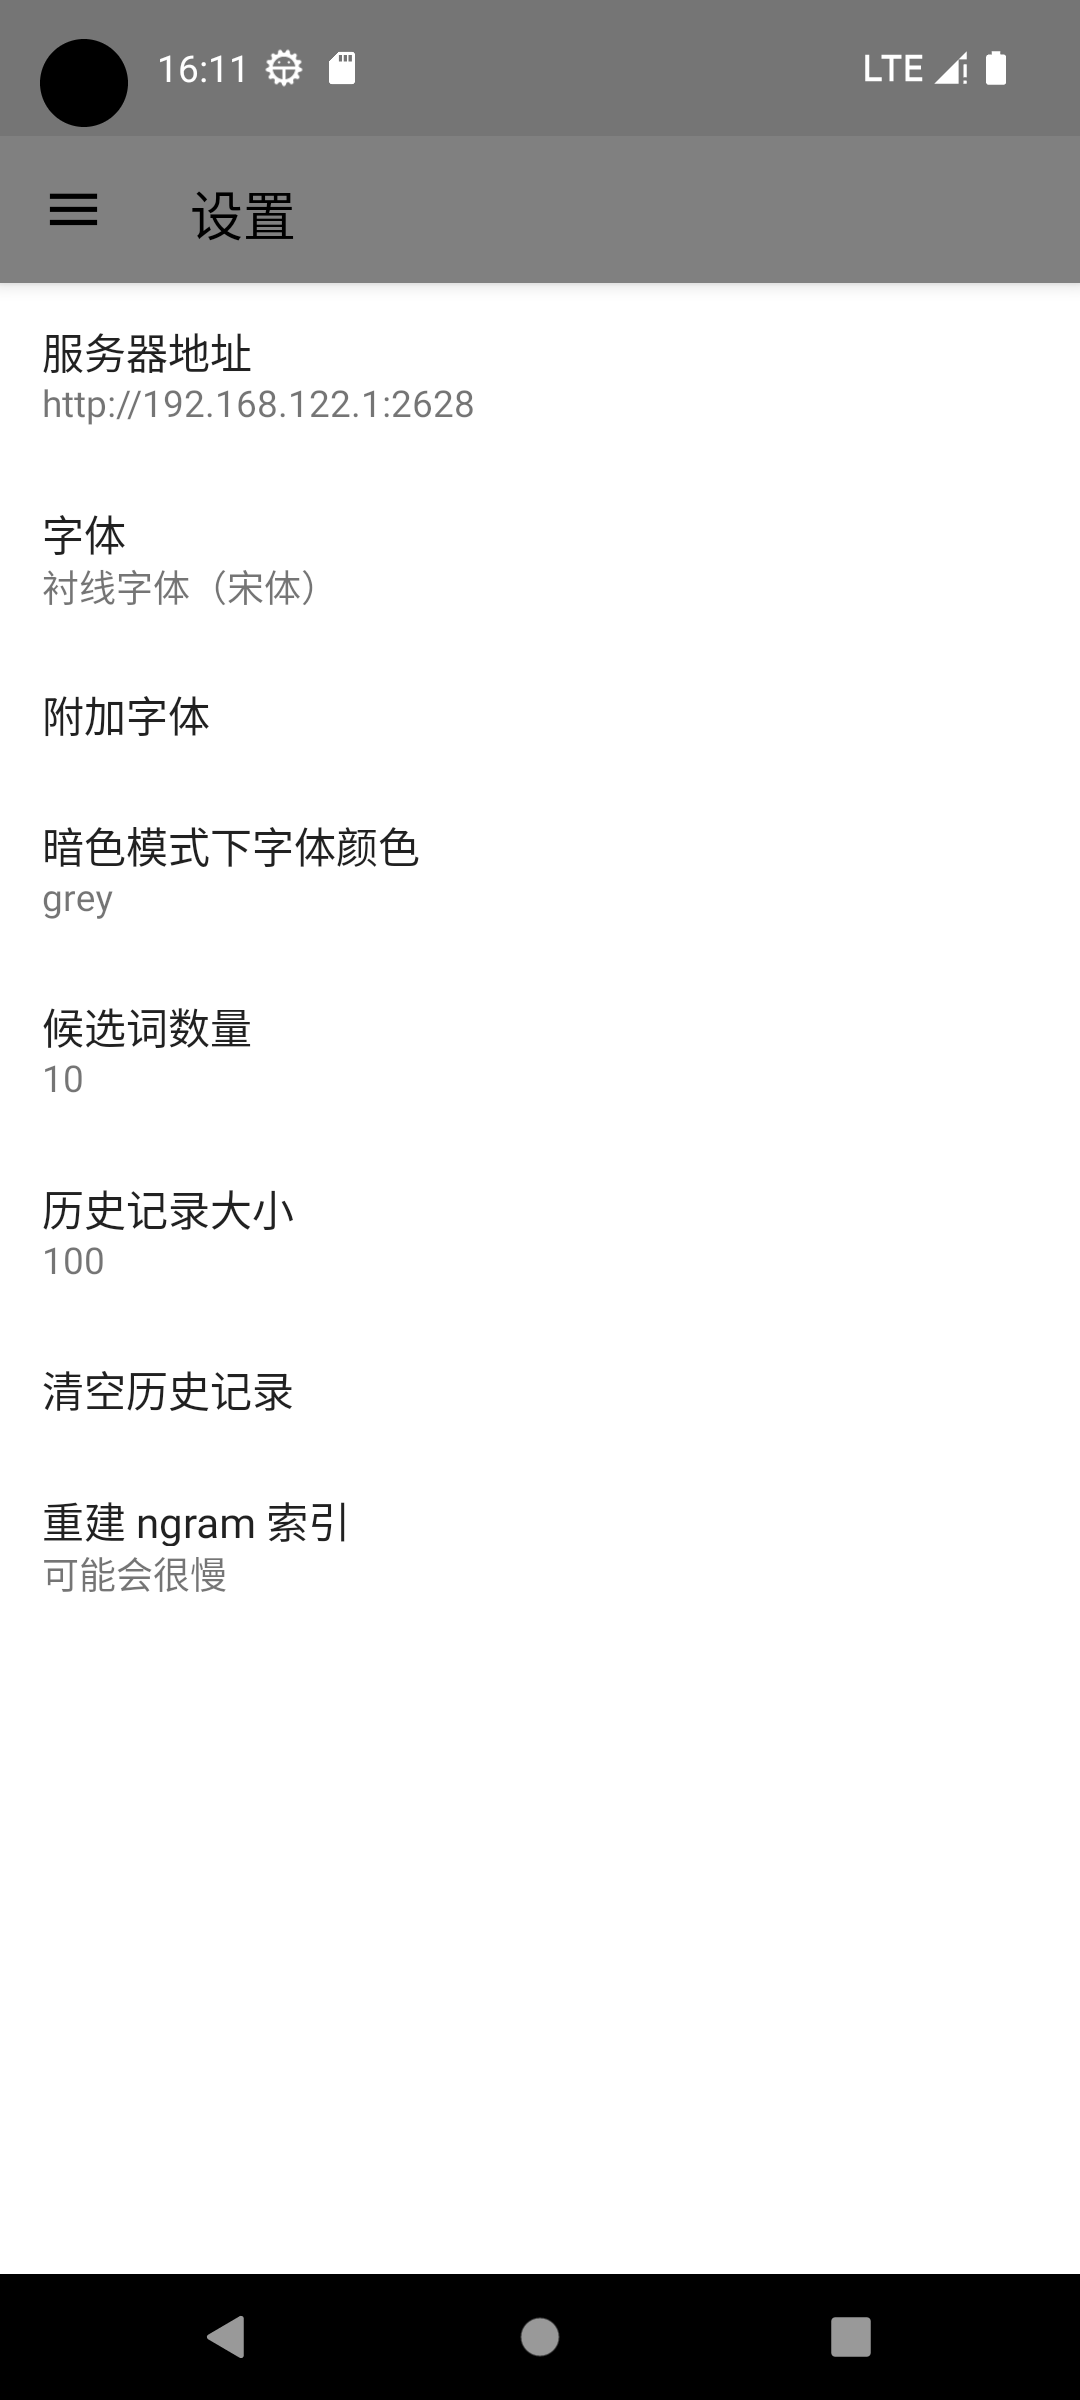 16:11
LTE
设置
服务器地址
http://192.168.122.1:2628
字体
衬线字体（宋体）
附加字体
暗色模式下字体颜色
grey
候选词数量
10
历史记录大小
100
清空历史记录
重建 ngram 索引
可能会很慢